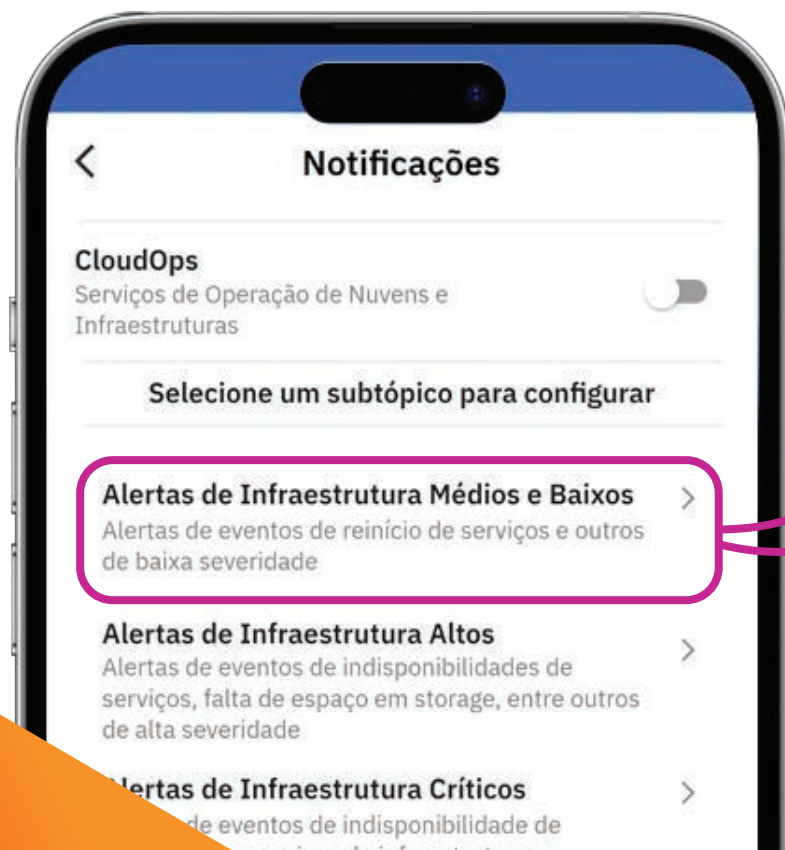 Notificações
CloudOps
Serviços de Operação de Nuvens e
Infraestruturas
Selecione um subtópico para configurar
Alertas de Infraestrutura Médios e Baixos
Alertas de eventos de reinício de serviços e outros
de baixa severidade
Alertas de Infraestrutura Altos
Alertas de eventos de indisponibilidades de
serviços, falta de espaço em storage, entre outros
de alta severidade
de Infraestrutura Críticos
de eventos de indisponibilidade de